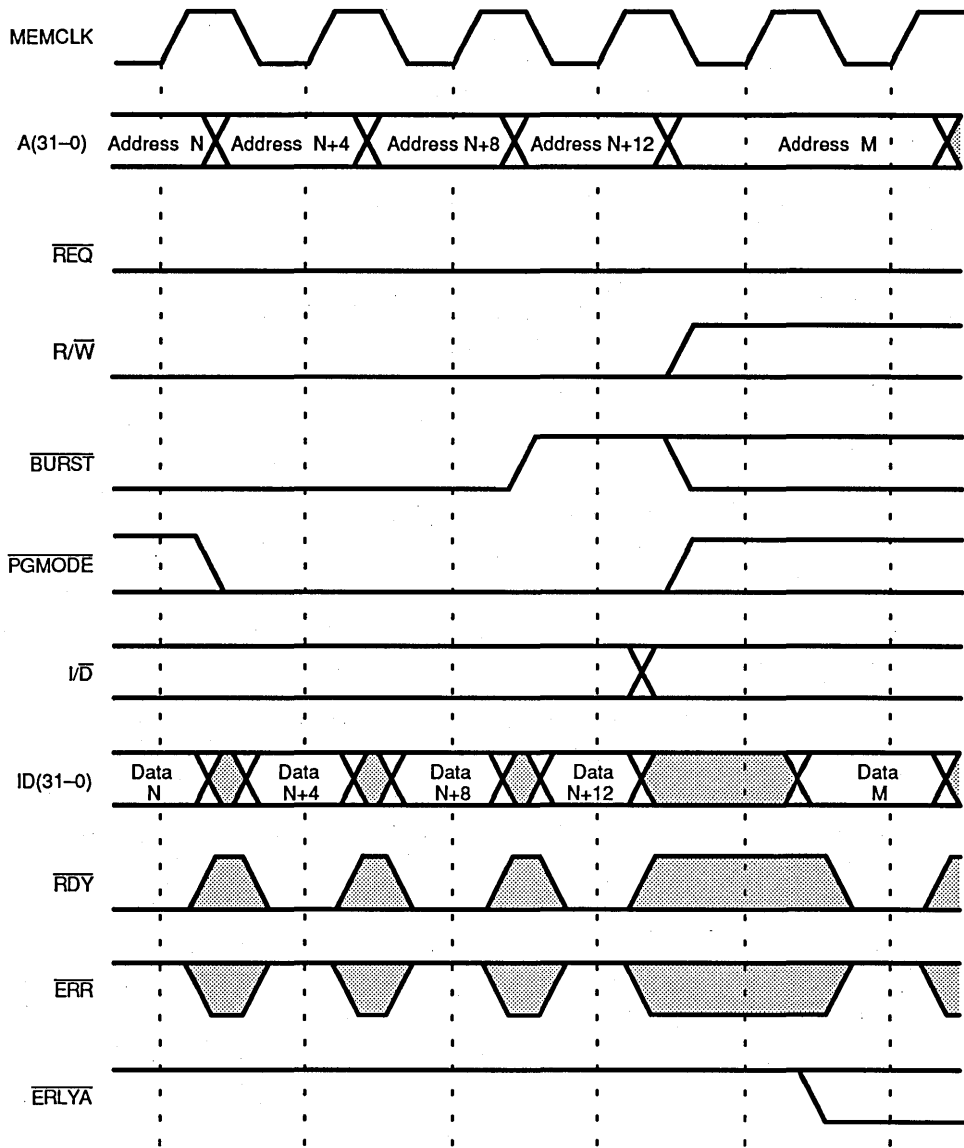 MEMCLK
A(31–0)
Address N
Address N+4
Address N+8
Address N+12
Address M
REQ
R/W
BURST
PGMODE
I/D
ID(31–0)
Data
N
Data
N+4
Data
N+8
Data
N+12
Data
M
RDY
ERR
ERLYA